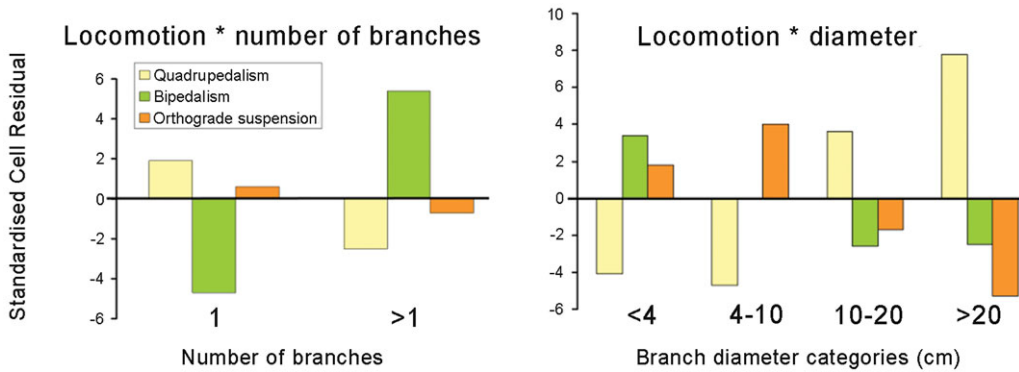 Locomotion * number of branches
Quadrupedalism
Bipedalism
Orthograde suspension
Standardised Cell Residual
6
4
2
0
-2
-4
-6
1
>1
Number of branches
Locomotion * diameter
10
8
6
4
2
0
-2
-4
-6
<4
4-10
10-20
>20
Branch diameter categories (cm)